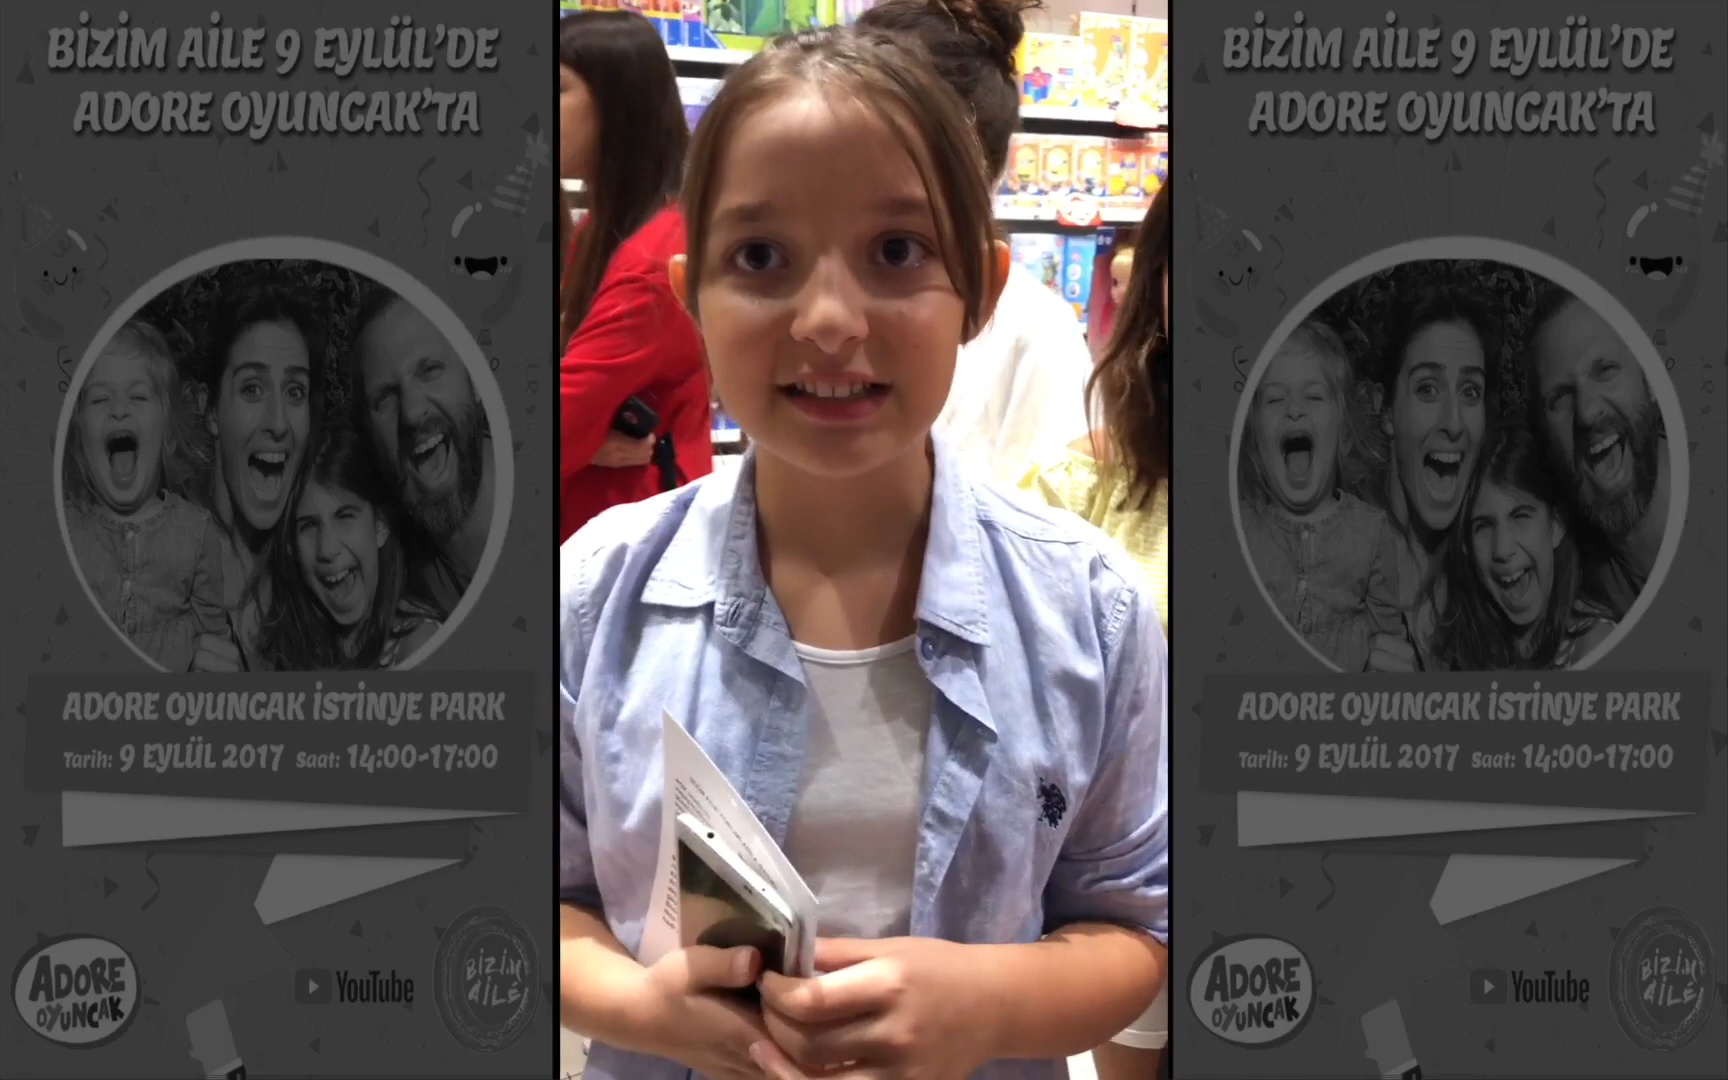 BİZİM AİLE 9 EYLÜL'DE
ADORE OYUNCAK'TA
ADORE OYUNCAK İSTİNYE PARK
Tarih: 9 EYLÜL 2017 Saat: 14:00-17:00
ADORE
OYUNCAK
YouTube
BİZİM
AİLE
BİZİM AİLE 9 EYLÜL'DE
ADORE OYUNCAK'TA
ADORE OYUNCAK İSTİNYE PARK
Tarih: 9 EYLÜL 2017 Saat: 14:00-17:00
ADORE
OYUNCAK
YouTube
BİZİM
AİLE